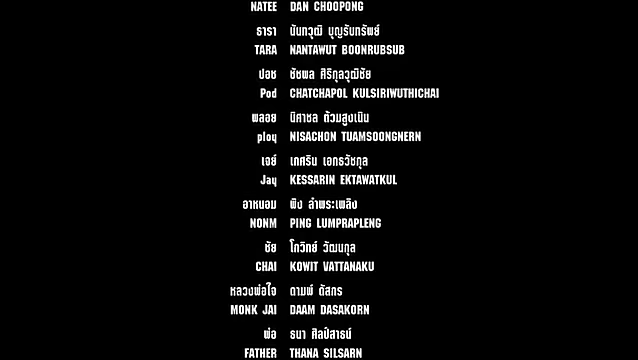 NATEE DAN CHOOPONG
ธารา นันทวุฒิ บุญรับทรัพย์
TARA NANTAWUT BOONRUBSUB
ปอช ชัชพล ศิริกุลวุฒิชัย
Pod CHATCHAPOL KULSIRIWUTHICHAI
พลอย นิศาชล ต้วมสูงเนิน
ploy NISACHON TUAMSOONGNERN
เจย์ เกศริน เอกธวัชกุล
Jay KESSARIN EKTAWATKUL
อาหนอม พิง ลำพระเพลิง
NONM PING LUMPRAPLENG
ชัย โกวิทย์ วัฒนกุล
CHAI KOWIT VATTANAKU
หลวงพ่อใจ ดามพ์ ดัสกร
MONK JAI DAAM DASAKORN
พ่อ ธนา ศิลป์สารน์
FATHER THANA SILSARN